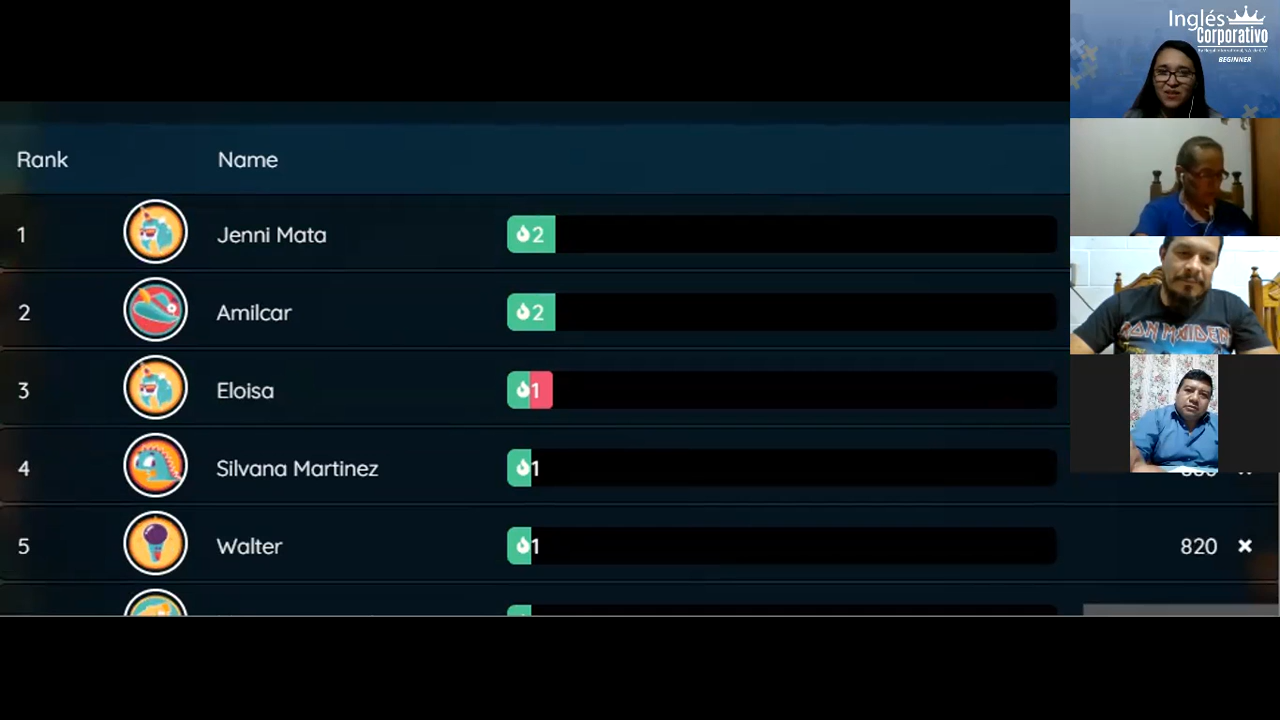 Inglés
Corporativo
BEGINNER
Rank
Name
1
Jenni Mata
2
2
Amilcar
2
3
Eloisa
1
4
Silvana Martinez
1
5
Walter
1
820
IRON MAIDEN